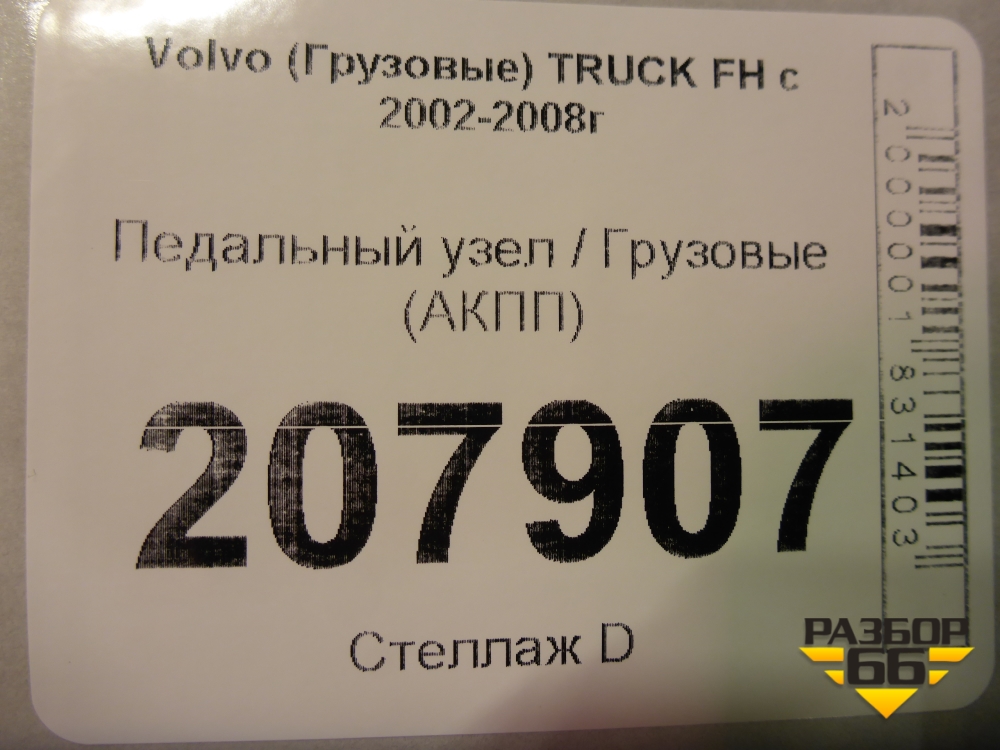 Volvo (Грузовые) TRUCK FH с
2002-2008г
Педальный узел / Грузовые
(АКПП)
207907
Стеллаж D
2000001831403
РАЗБОР
66